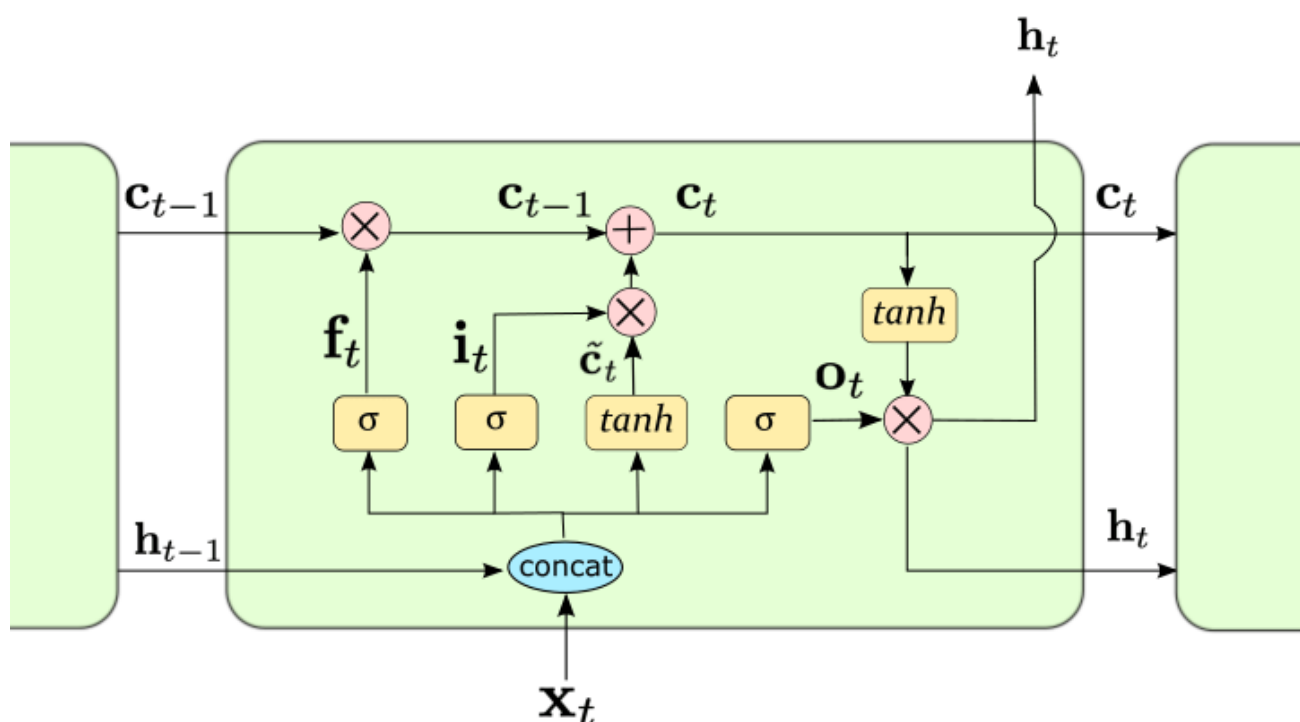 h_t
c_{t−1}
c_{t−1}
c_t
c_t
tanh
f_t
i_t
c̃_t
o_t
σ
σ
tanh
σ
h_{t−1}
h_t
concat
x_t